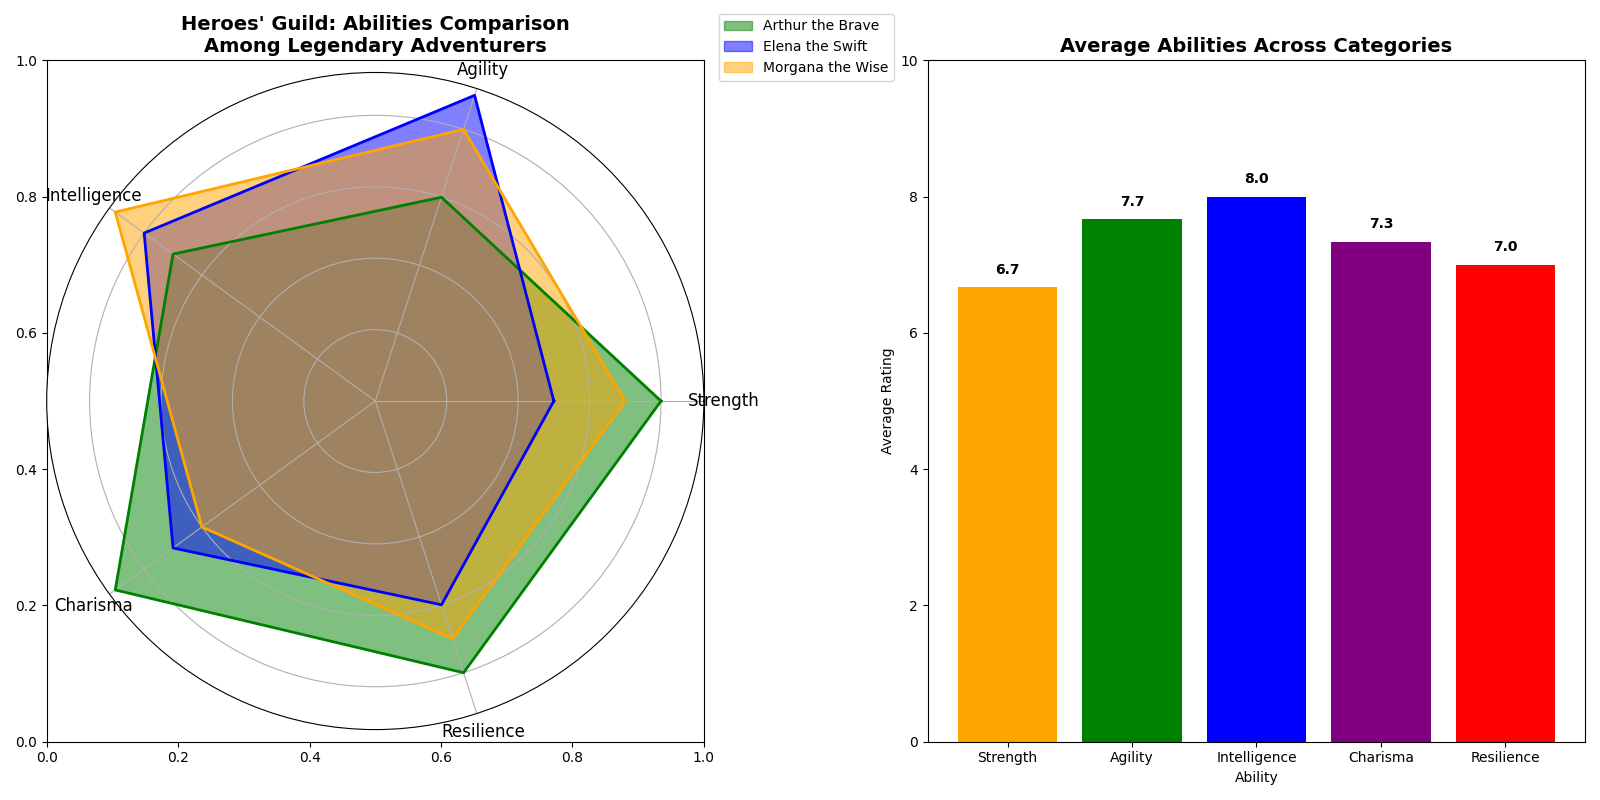 Heroes' Guild: Abilities Comparison
Among Legendary Adventurers
Arthur the Brave
Elena the Swift
Morgana the Wise
1.0
0.8
0.6
0.4
0.2
0.0
Agility
Intelligence
Strength
Charisma
Resilience
0.0 0.2 0.4 0.6 0.8 1.0
Average Abilities Across Categories
Average Rating
10
8
6
4
2
0
6.7
7.7
8.0
7.3
7.0
Strength Agility Intelligence Charisma Resilience
Ability